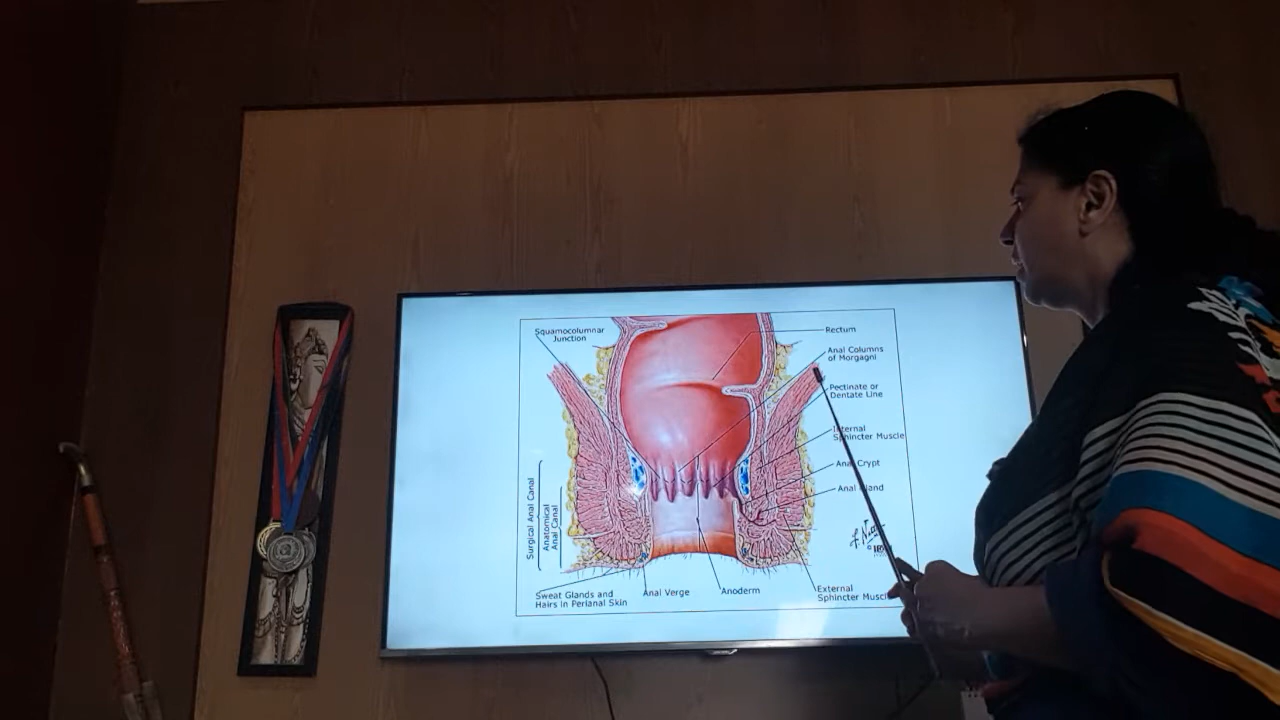 Squamocolumnar
Junction
Rectum
Anal Columns
of Morgagni
Pectinate or
Dentate Line
Internal
Sphincter Muscle
Anal Crypt
Anal Gland
Surgical Anal Canal
Anatomical
Anal Canal
Sweat Glands and
Hairs in Perianal Skin
Anal Verge
Anoderm
External
Sphincter Muscle